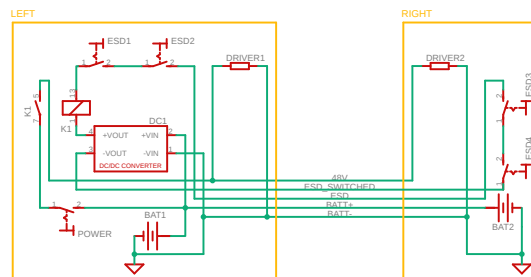 LEFT
RIGHT
ESD1
ESD2
1
2
1
2
DRIVER1
DRIVER2
ESD3
2
1
K1
5
7
13
1
K1
DC1
4
+VOUT
+VIN
2
3
-VOUT
-VIN
1
DC/DC CONVERTER
ESD4
2
1
48V
ESD_SWITCHED
ESD
BATT+
BATT-
1
2
POWER
BAT1
BAT2